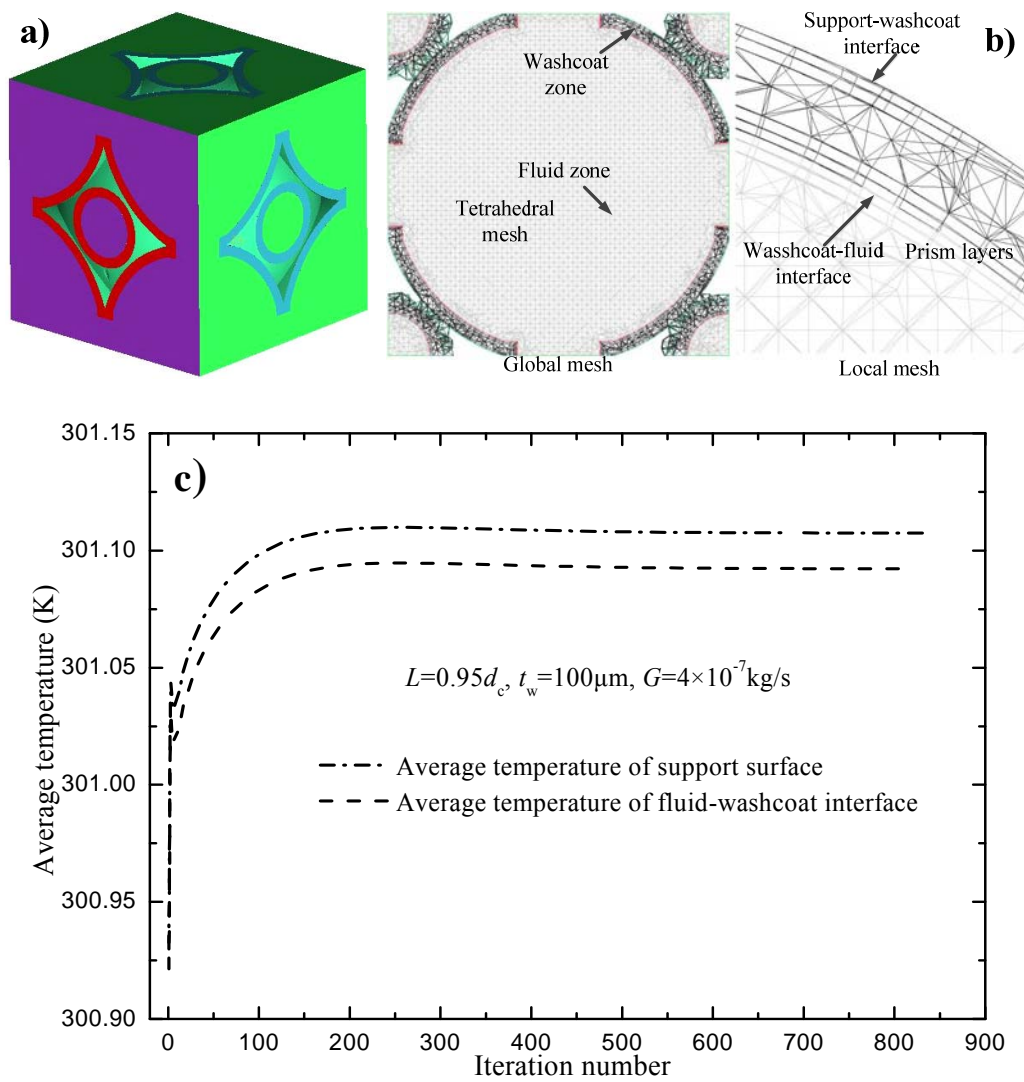 a)
Washcoat
zone
Fluid zone
Tetrahedral
mesh
Global mesh
b)
Support-washcoat
interface
Wasshcoat-fluid
interface
Prism layers
Local mesh
c)
Average temperature (K)
301.15
301.10
301.05
301.00
300.95
300.90
L=0.95d_c, t_w=100μm, G=4×10^-7kg/s
Average temperature of support surface
Average temperature of fluid-washcoat interface
0 100 200 300 400 500 600 700 800 900
Iteration number